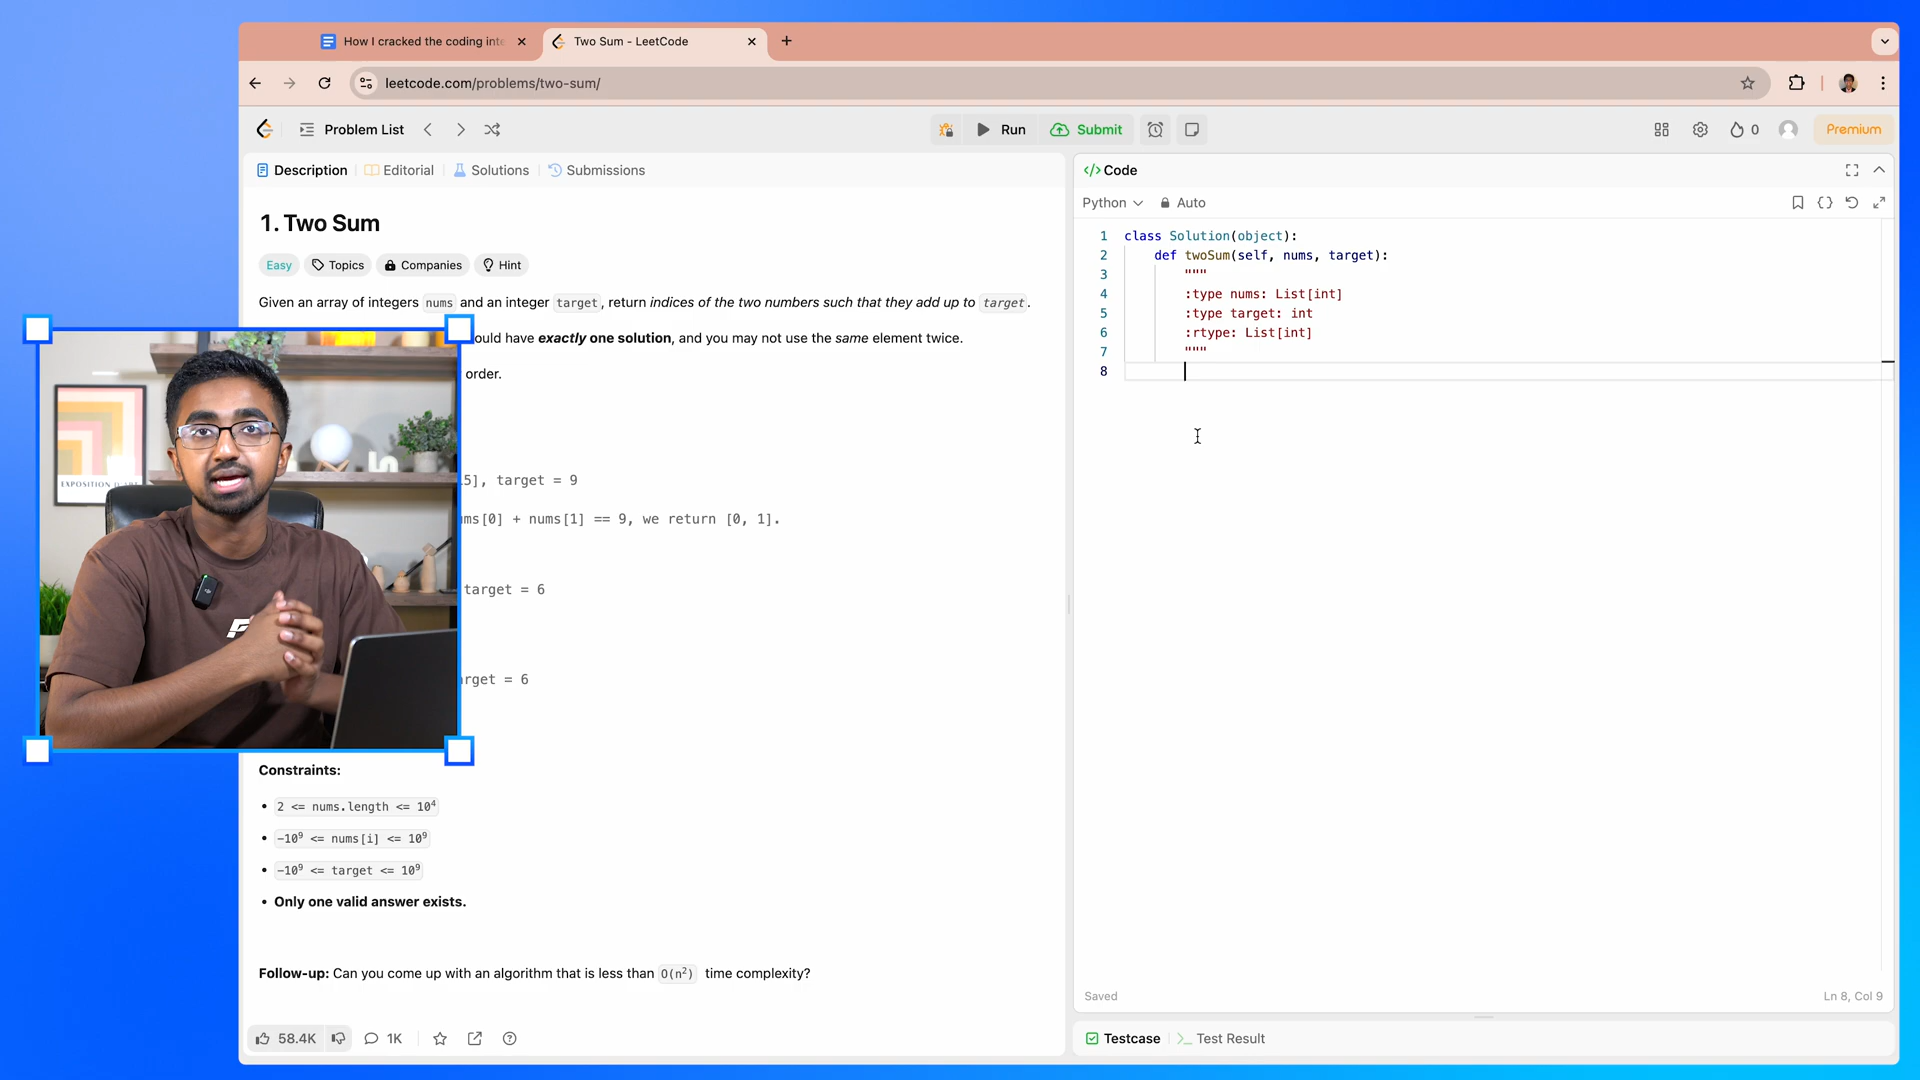 How I cracked the coding inte
Two Sum - LeetCode
leetcode.com/problems/two-sum/
Problem List
Run
Submit
0
Premium
Description
Editorial
Solutions
Submissions
1. Two Sum
Easy
Topics
Companies
Hint
Given an array of integers nums and an integer target, return indices of the two numbers such that they add up to target.
ould have exactly one solution, and you may not use the same element twice.
order.
5], target = 9
ms[0] + nums[1] == 9, we return [0, 1].
target = 6
rget = 6
Constraints:
• 2 <= nums.length <= 10⁴
• -10⁹ <= nums[i] <= 10⁹
• -10⁹ <= target <= 10⁹
• Only one valid answer exists.
Follow-up: Can you come up with an algorithm that is less than O(n²) time complexity?
58.4K
1K
</> Code
Python
Auto
1 class Solution(object):
2 def twoSum(self, nums, target):
3 """
4 :type nums: List[int]
5 :type target: int
6 :rtype: List[int]
7 """
8
Saved
Ln 8, Col 9
Testcase
>_ Test Result
EXPOSITION